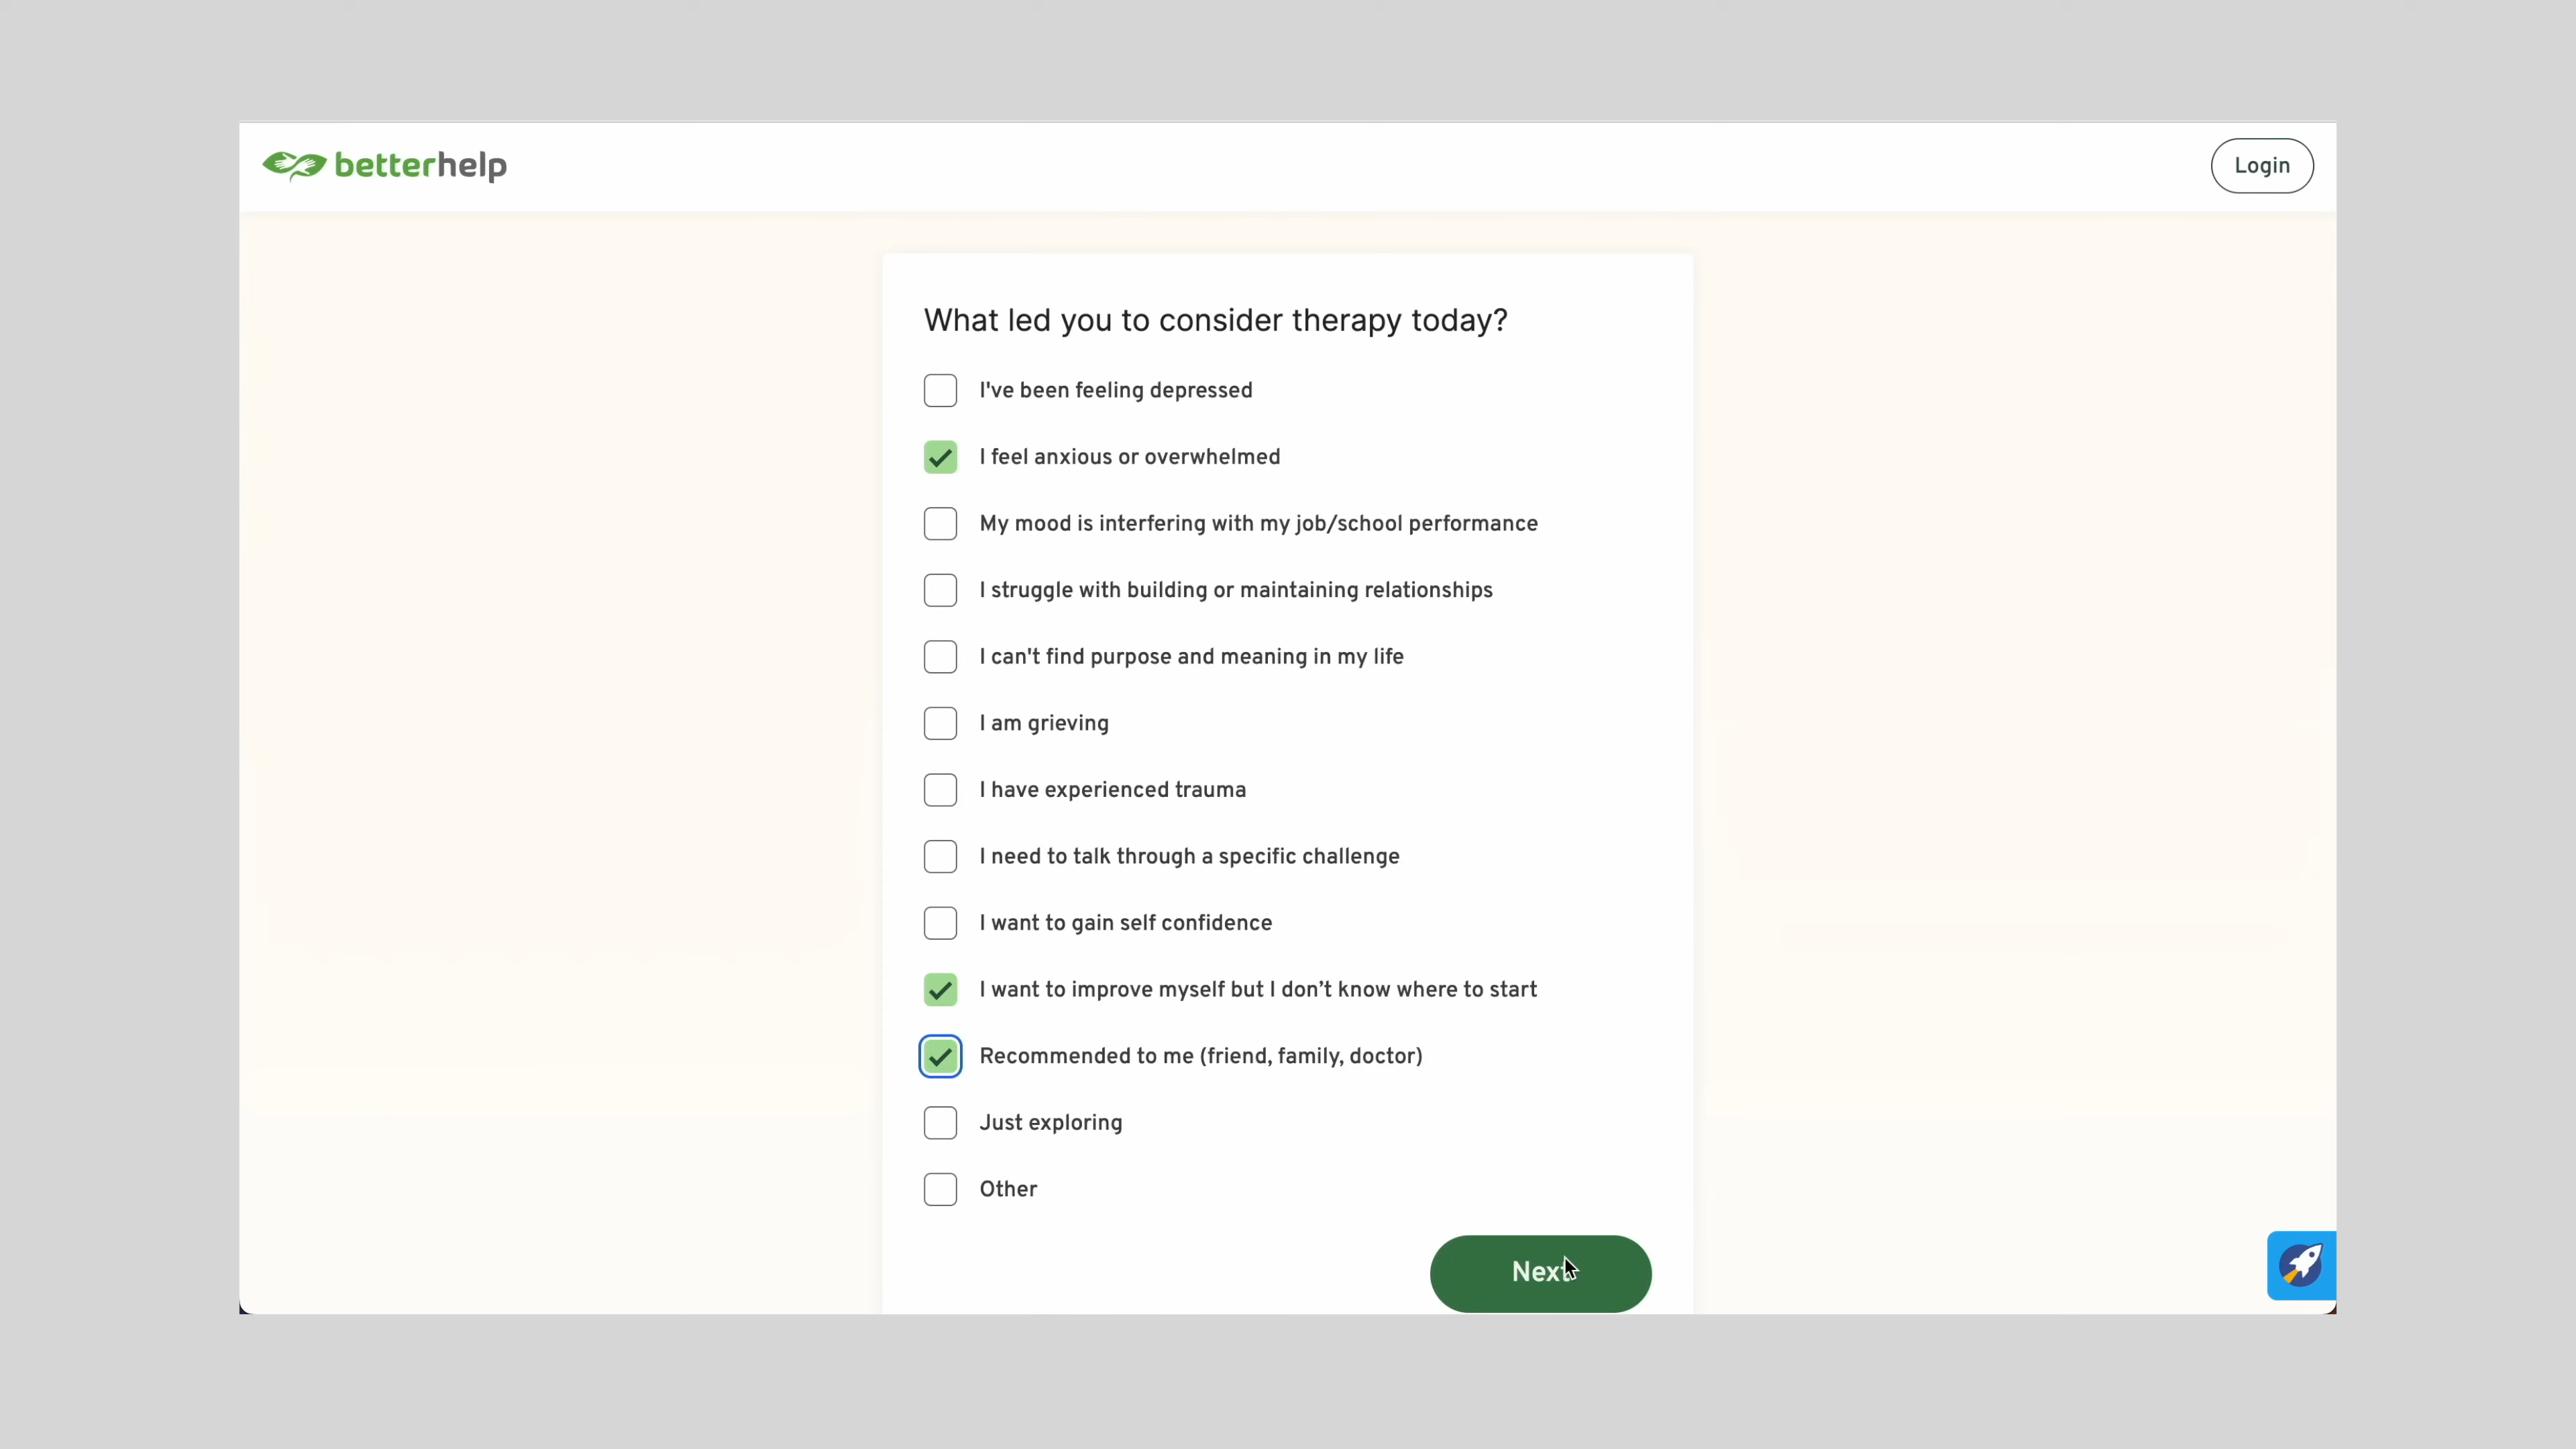 betterhelp
Login
What led you to consider therapy today?
I've been feeling depressed
I feel anxious or overwhelmed
My mood is interfering with my job/school performance
I struggle with building or maintaining relationships
I can't find purpose and meaning in my life
I am grieving
I have experienced trauma
I need to talk through a specific challenge
I want to gain self confidence
I want to improve myself but I don’t know where to start
Recommended to me (friend, family, doctor)
Just exploring
Other
Next